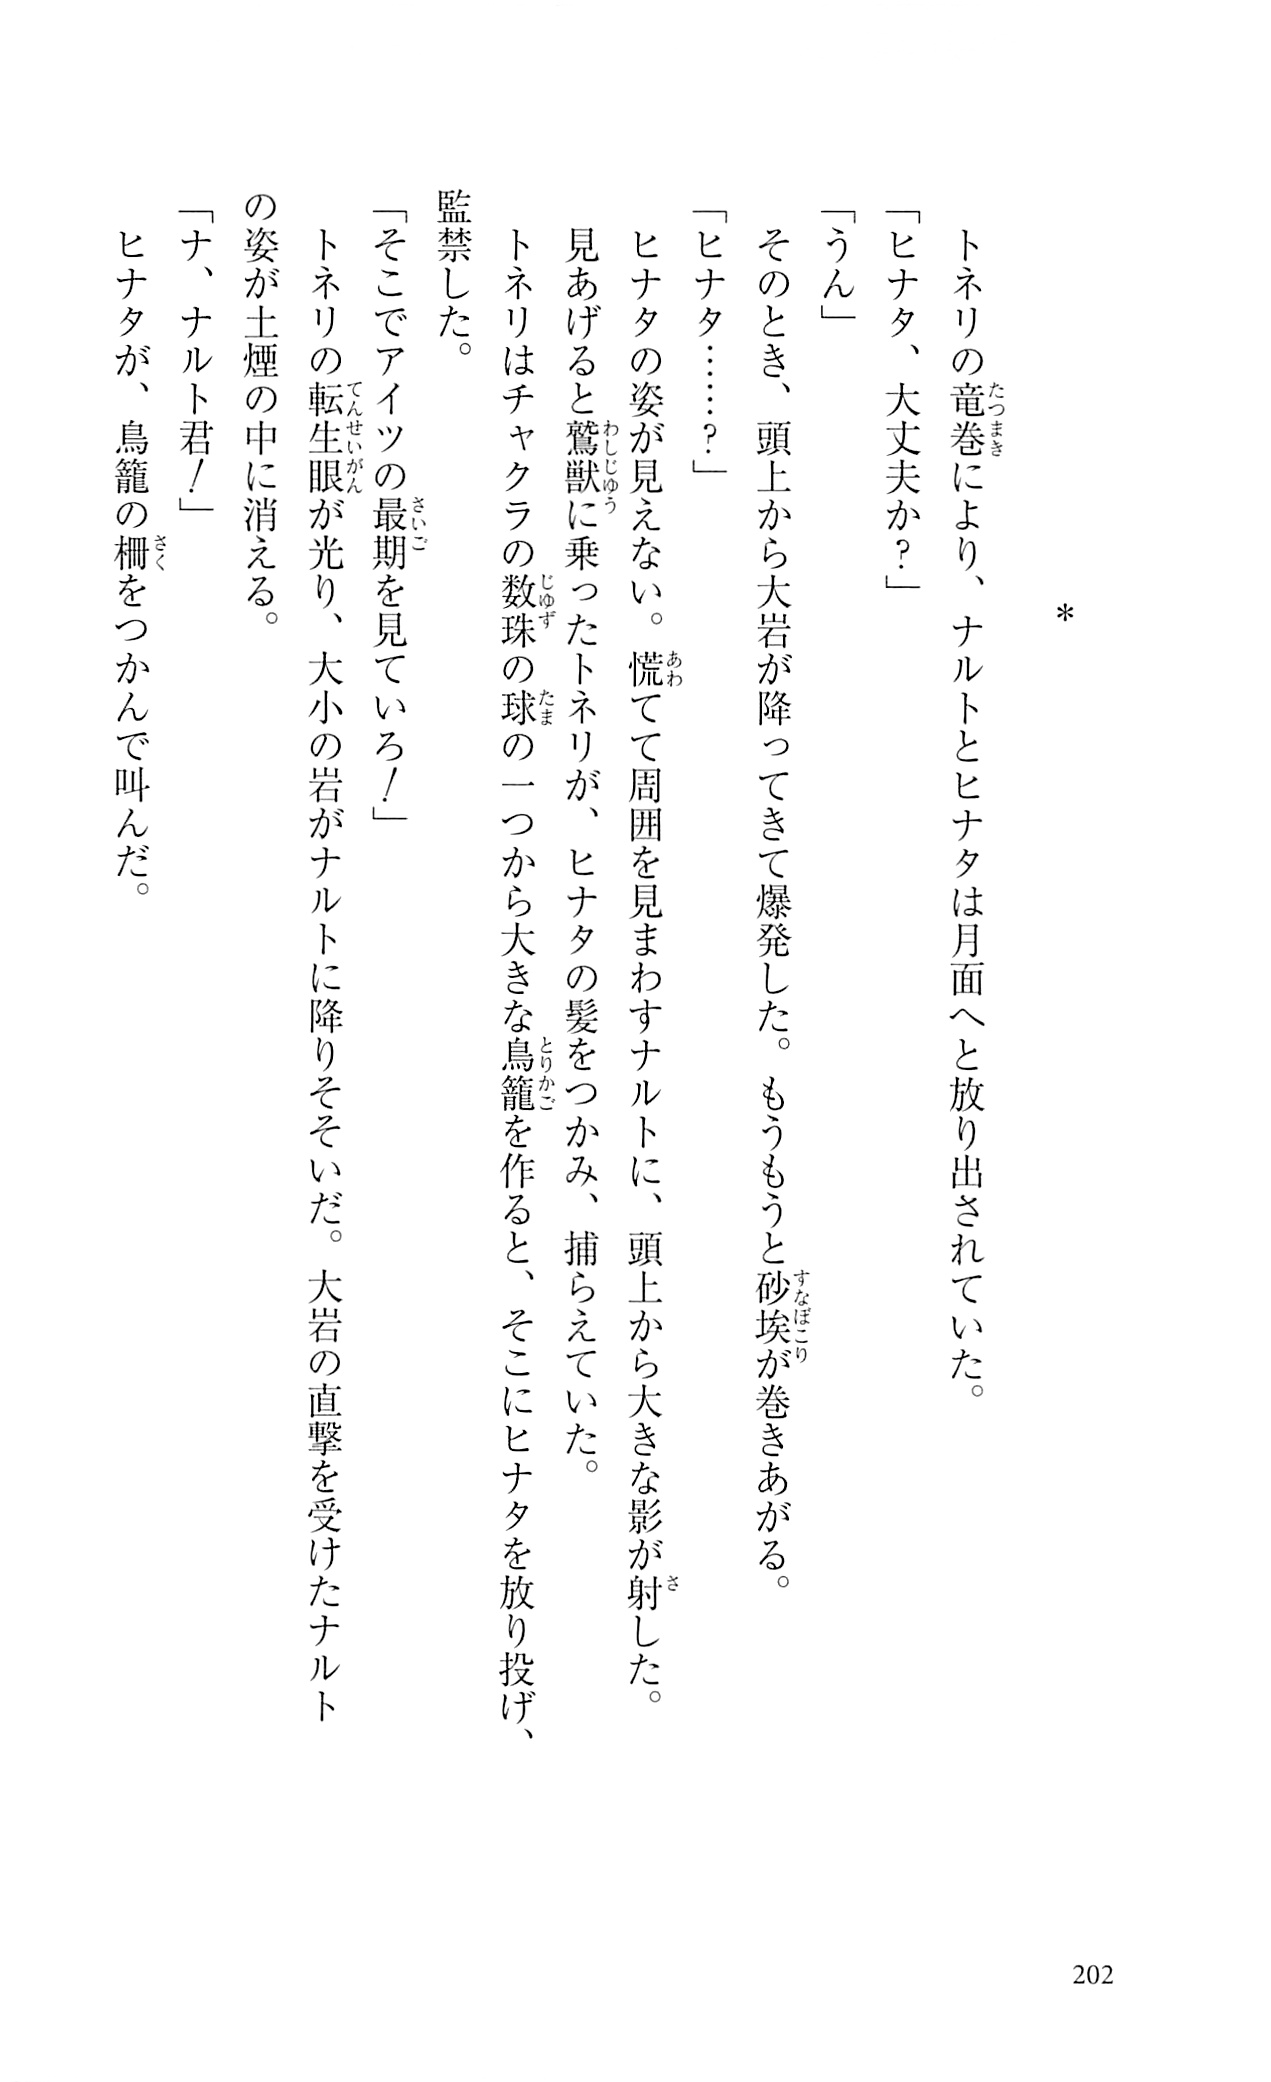 ＊
トネリの竜巻により、ナルトとヒナタは月面へと放り出されていた。
「ヒナタ、大丈夫か？」
「うん」
そのとき、頭上から大岩が降ってきて爆発した。もうもうと砂埃が巻きあがる。
「ヒナタ……？」
ヒナタの姿が見えない。慌てて周囲を見まわすナルトに、頭上から大きな影が射した。
見あげると鷲獣に乗ったトネリが、ヒナタの髪をつかみ、捕らえていた。
トネリはチャクラの数珠の球の一つから大きな鳥籠を作ると、そこにヒナタを放り投げ、
監禁した。
「そこでアイツの最期を見ていろ！」
トネリの転生眼が光り、大小の岩がナルトに降りそそいだ。大岩の直撃を受けたナルト
の姿が土煙の中に消える。
「ナ、ナルト君！」
ヒナタが、鳥籠の柵をつかんで叫んだ。
202